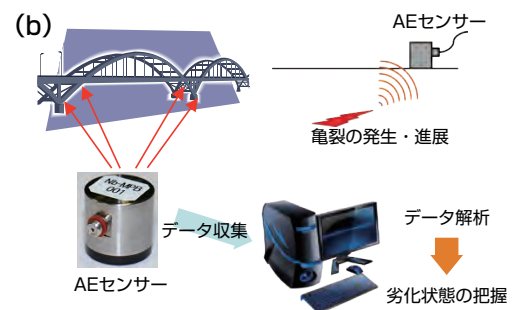 (b)
AEセンサー
亀裂の発生・進展
Nb-MPB
001
データ収集
AEセンサー
データ解析
劣化状態の把握